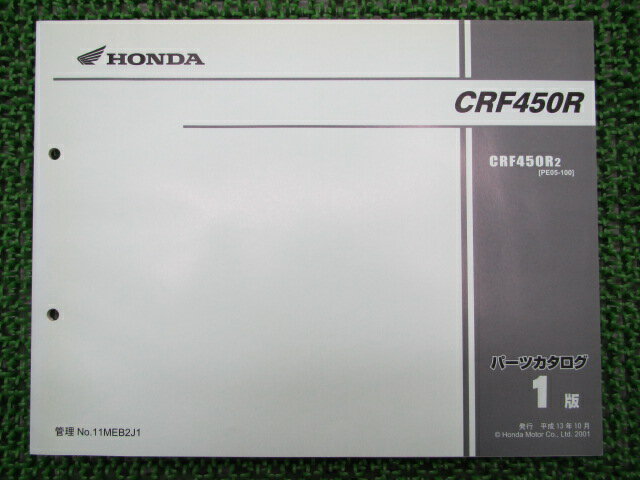 HONDA
CRF450R
CRF450R2
[PE05-100]
パーツカタログ
1版
発行 平成13年10月
© Honda Motor Co., Ltd. 2001
管理 No.11MEB2J1